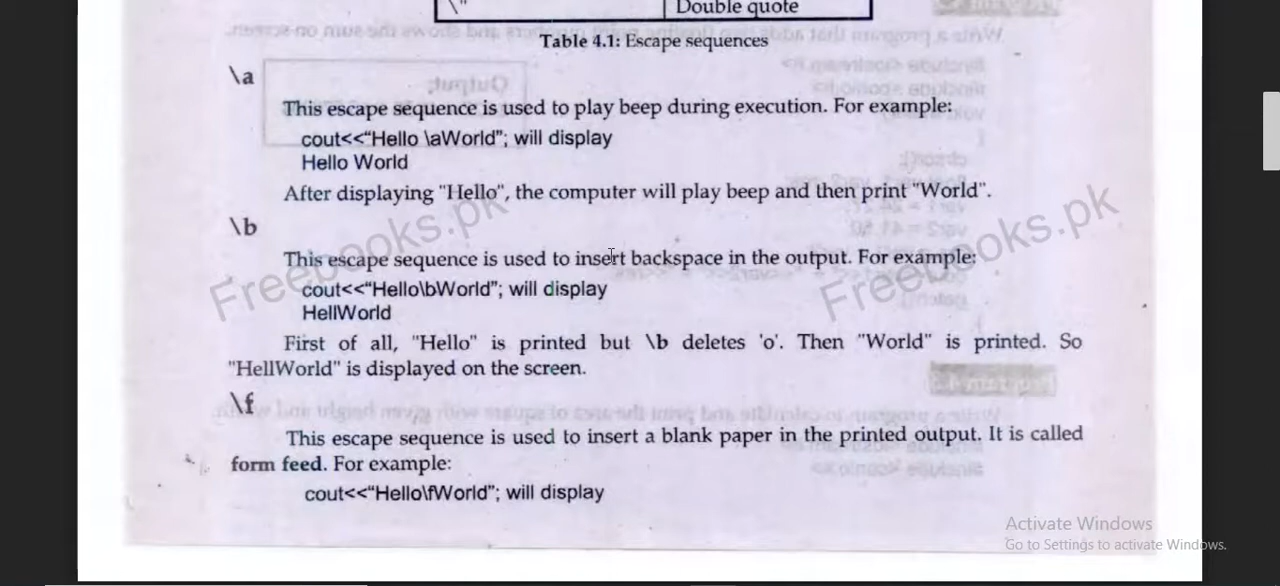 \"
Double quote
Table 4.1: Escape sequences
\a
This escape sequence is used to play beep during execution. For example:
cout<<“Hello \aWorld”; will display
Hello World
After displaying "Hello", the computer will play beep and then print "World".
\b
This escape sequence is used to insert backspace in the output. For example:
cout<<“Hello\bWorld”; will display
HellWorld
First of all, "Hello" is printed but \b deletes 'o'. Then "World" is printed. So
"HellWorld" is displayed on the screen.
\f
This escape sequence is used to insert a blank paper in the printed output. It is called
form feed. For example:
cout<<“Hello\fWorld”; will display
Freebooks.pk
Freebooks.pk
Activate Windows
Go to Settings to activate Windows.